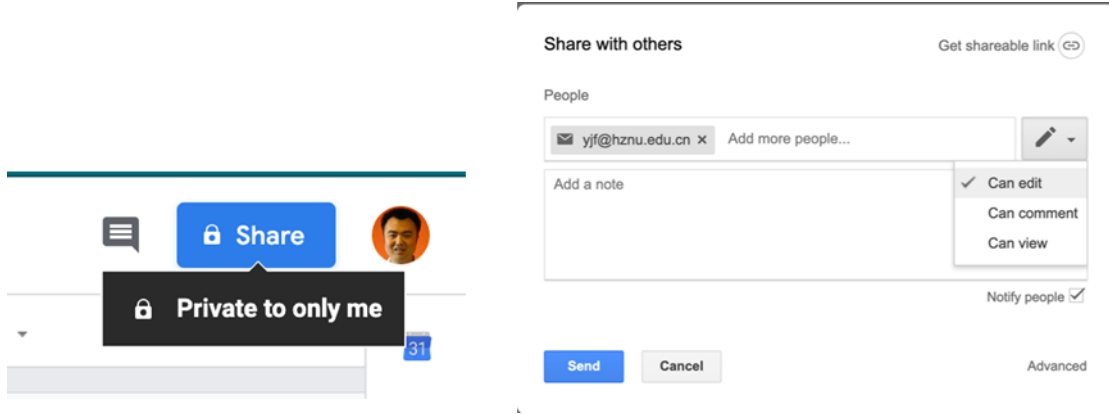 Share
Private to only me
31
Share with others
Get shareable link
People
yjf@hznu.edu.cn × Add more people...
Add a note
Can edit
Can comment
Can view
Notify people
Send Cancel
Advanced